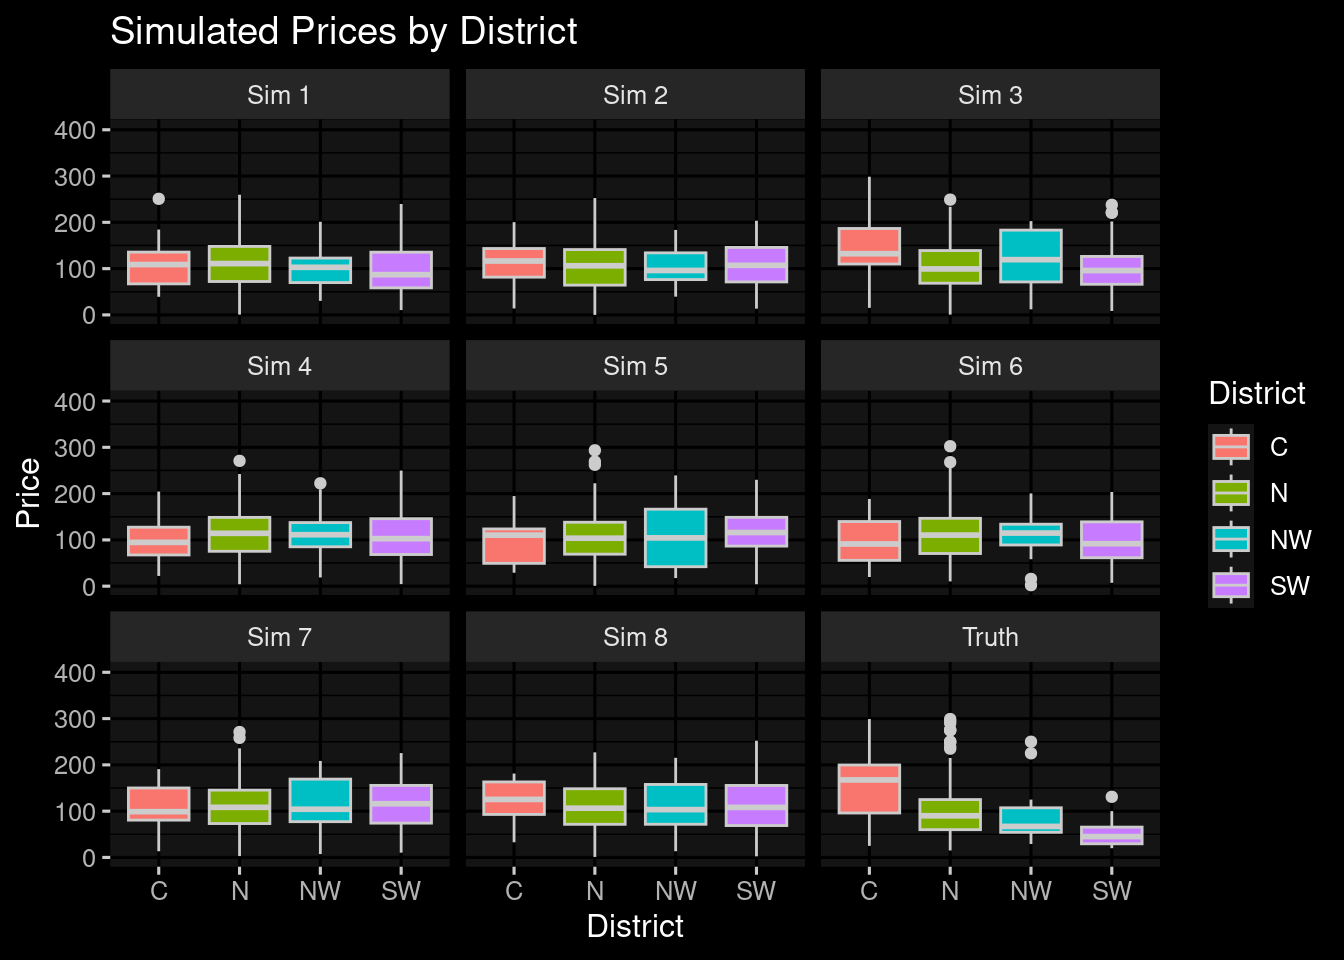 Simulated Prices by District
Sim 1
Sim 2
Sim 3
400
300
200
100
0
Sim 4
Sim 5
Sim 6
400
300
200
100
0
Sim 7
Sim 8
Truth
400
300
200
100
0
C N NW SW
C N NW SW
C N NW SW
District
Price
District
C
N
NW
SW